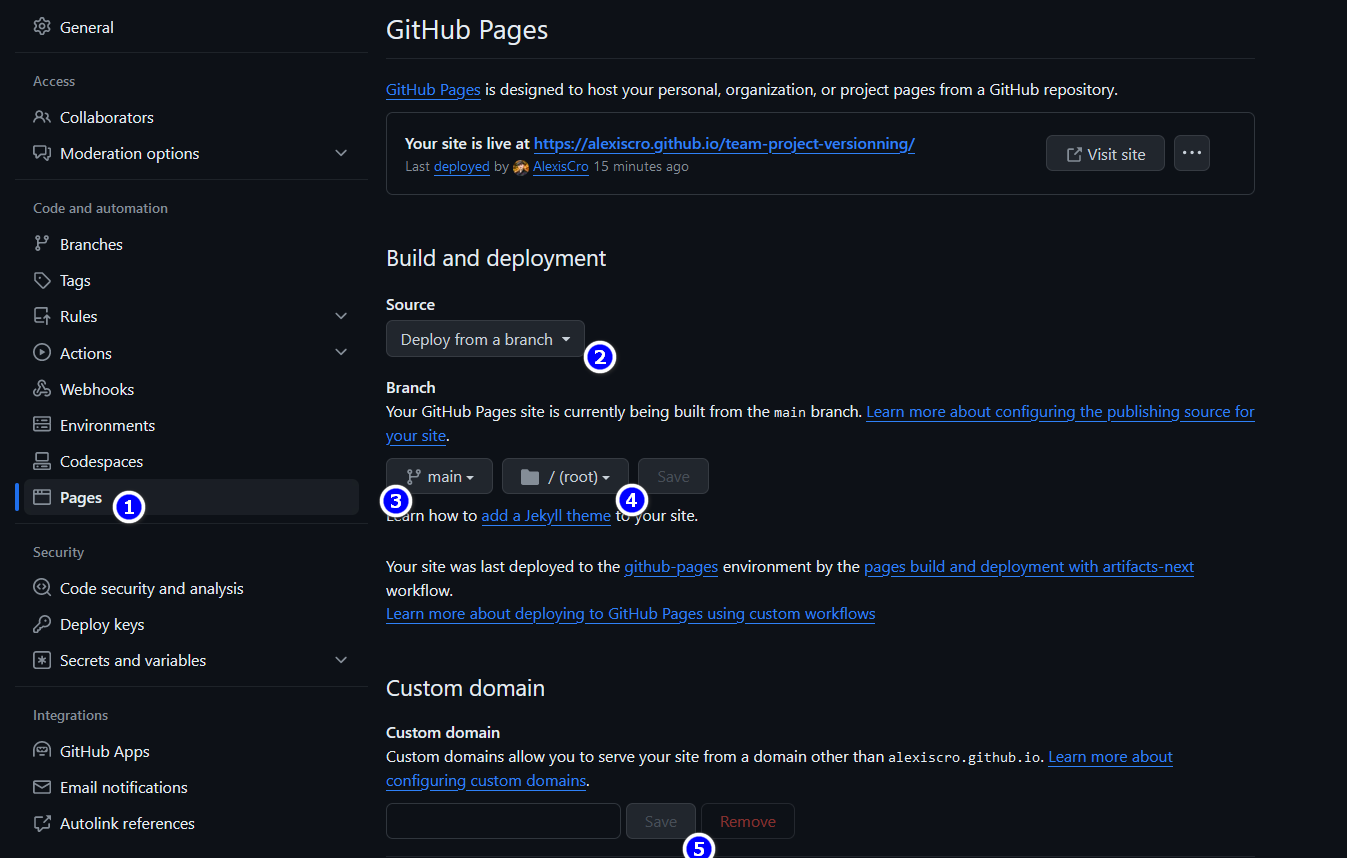 General
Access
Collaborators
Moderation options
Code and automation
Branches
Tags
Rules
Actions
Webhooks
Environments
Codespaces
Pages
1
Security
Code security and analysis
Deploy keys
Secrets and variables
Integrations
GitHub Apps
Email notifications
Autolink references
GitHub Pages
GitHub Pages is designed to host your personal, organization, or project pages from a GitHub repository.
Your site is live at https://alexiscro.github.io/team-project-versionning/
Last deployed by AlexisCro 15 minutes ago
Visit site
...
Build and deployment
Source
Deploy from a branch
2
Branch
Your GitHub Pages site is currently being built from the main branch. Learn more about configuring the publishing source for
your site.
main / (root) Save
3 4
Learn how to add a Jekyll theme to your site.
Your site was last deployed to the github-pages environment by the pages build and deployment with artifacts-next
workflow.
Learn more about deploying to GitHub Pages using custom workflows
Custom domain
Custom domain
Custom domains allow you to serve your site from a domain other than alexiscro.github.io. Learn more about
configuring custom domains.
Save Remove
5